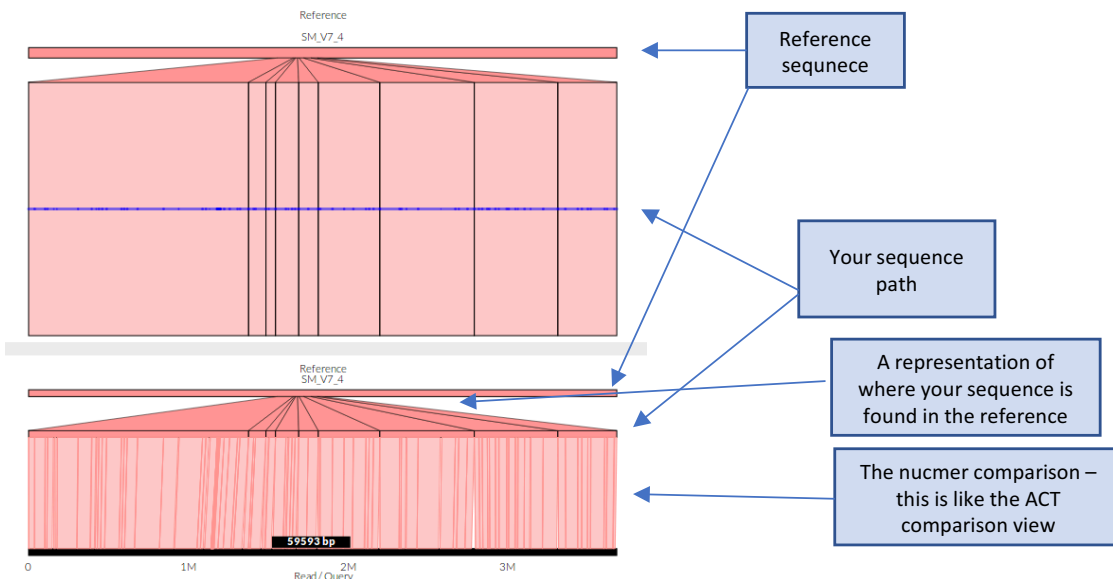 Reference
SM_V7_4
Reference
sequnece
Your sequence
path
Reference
SM_V7_4
A representation of
where your sequence is
found in the reference
The nucmer comparison –
this is like the ACT
comparison view
59593 bp
0
1M
2M
3M
Read / Query